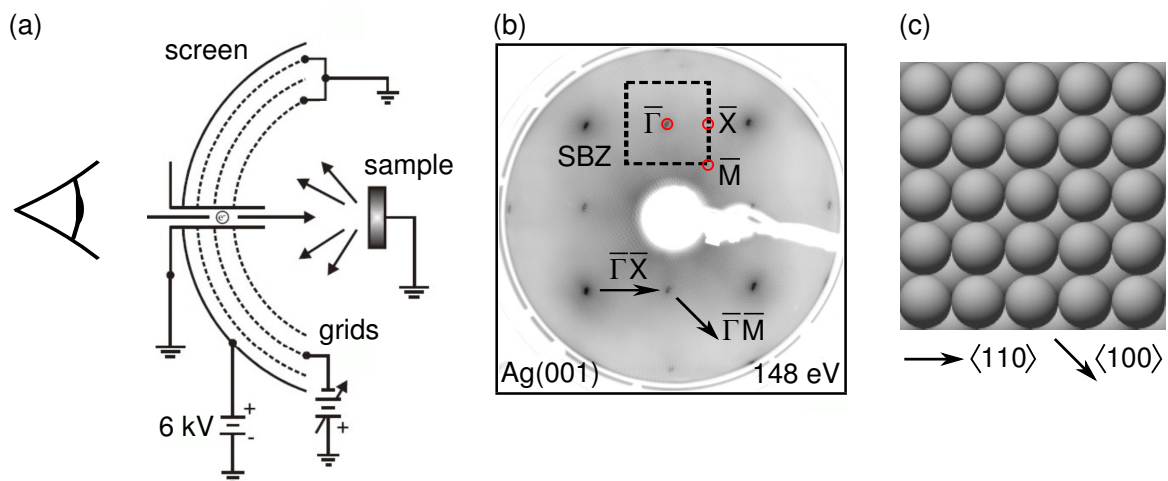 (a)
screen
sample
e-
grids
6 kV
+
-
+
(b)
Γ̅
X̅
SBZ
M̅
Γ̅X̅
Γ̅M̅
Ag(001)
148 eV
(c)
⟨110⟩
⟨100⟩